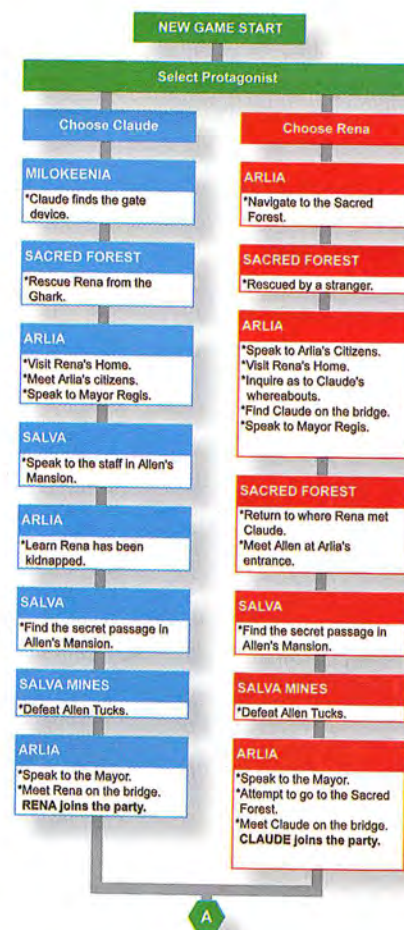 NEW GAME START
Select Protagonist
Choose Claude
MILOKEENIA
*Claude finds the gate
device.
SACRED FOREST
*Rescue Rena from the
Ghark.
ARLIA
*Visit Rena's Home.
*Meet Arlia's citizens.
*Speak to Mayor Regis.
SALVA
*Speak to the staff in Allen's
Mansion.
ARLIA
*Learn Rena has been
kidnapped.
SALVA
*Find the secret passage in
Allen's Mansion.
SALVA MINES
*Defeat Allen Tucks.
ARLIA
*Speak to the Mayor.
*Meet Rena on the bridge.
RENA joins the party.
Choose Rena
ARLIA
*Navigate to the Sacred
Forest.
SACRED FOREST
*Rescued by a stranger.
ARLIA
*Speak to Arlia's Citizens.
*Visit Rena's Home.
*Inquire as to Claude's
whereabouts.
*Find Claude on the bridge.
*Speak to Mayor Regis.
SACRED FOREST
*Return to where Rena met
Claude.
*Meet Allen at Arlia's
entrance.
SALVA
*Find the secret passage in
Allen's Mansion.
SALVA MINES
*Defeat Allen Tucks.
ARLIA
*Speak to the Mayor.
*Attempt to go to the Sacred
Forest.
*Meet Claude on the bridge.
CLAUDE joins the party.
A